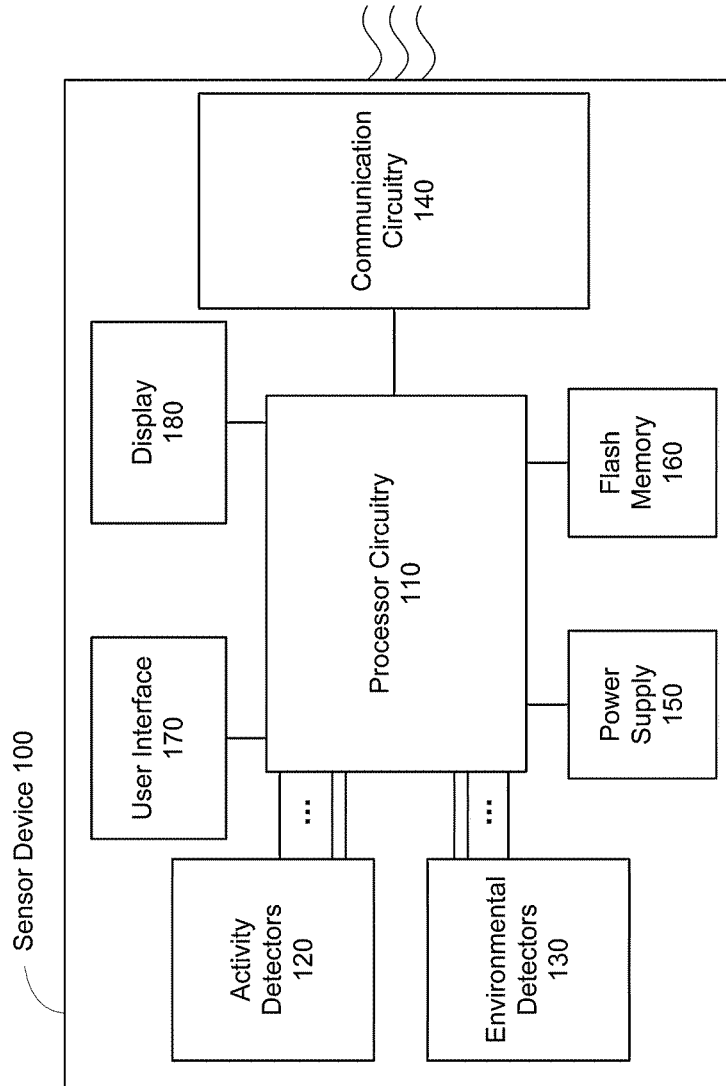 Sensor Device 100
User Interface
170
Display
180
Activity
Detectors
120
...
Processor Circuitry
110
Communication
Circuitry
140
Environmental
Detectors
130
...
Power
Supply
150
Flash
Memory
160